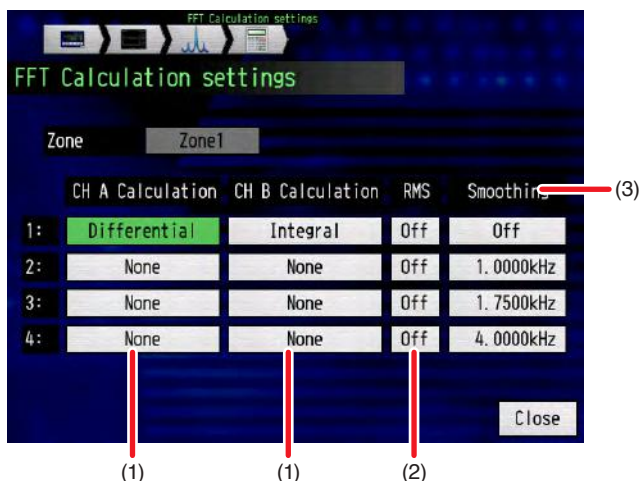 FFT Calculation settings
FFT Calculation settings
Zone Zone1
CH A Calculation CH B Calculation RMS Smoothing (3)
1: Differential Integral Off Off
2: None None Off 1.0000kHz
3: None None Off 1.7500kHz
4: None None Off 4.0000kHz
Close
(1) (1) (2)